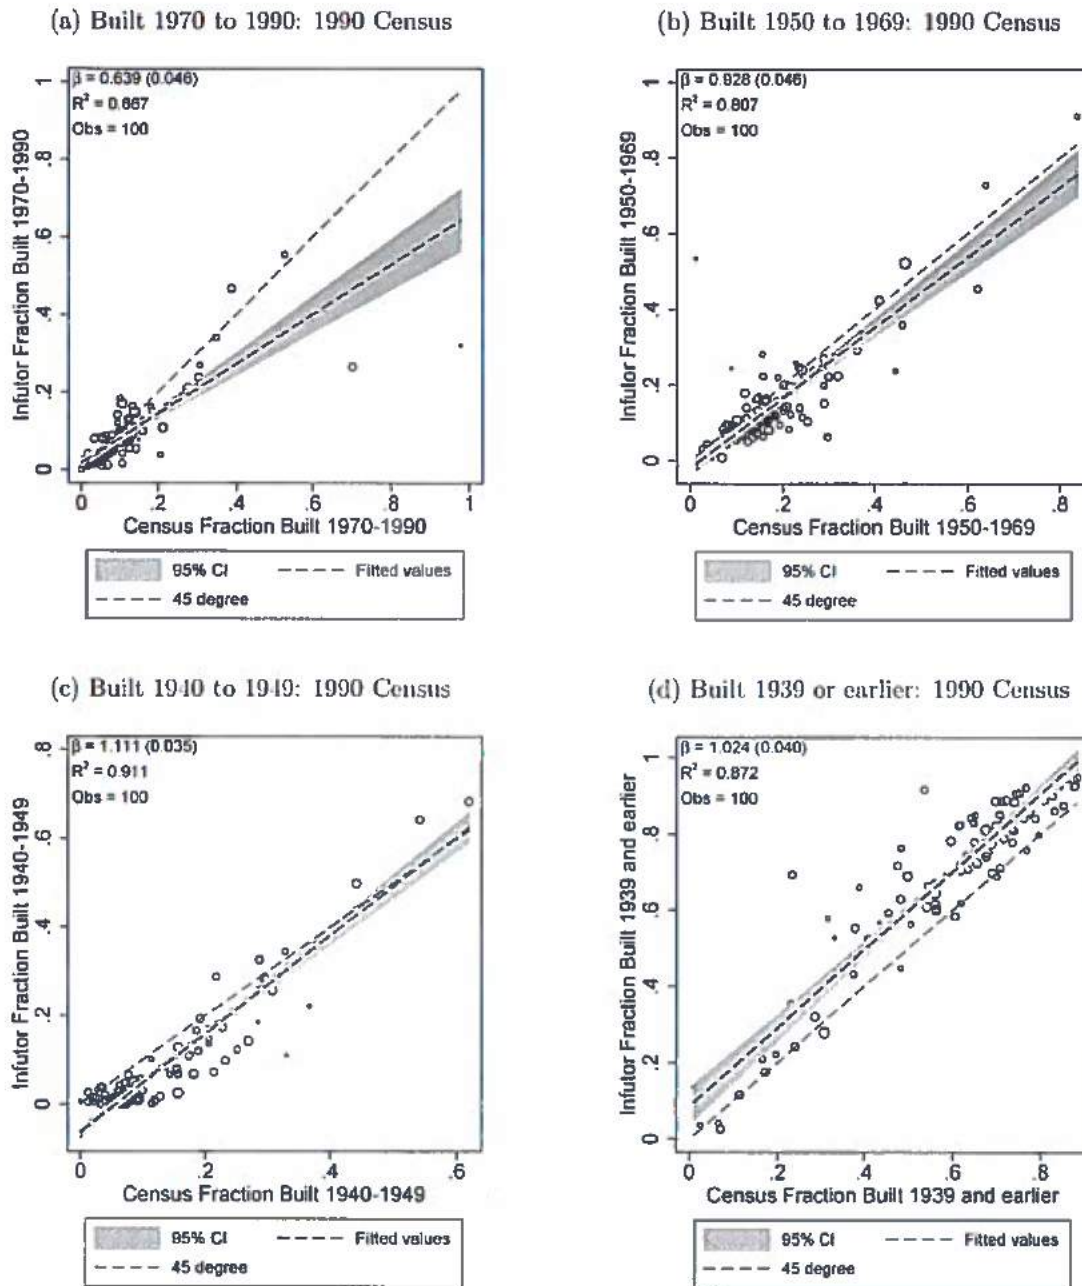 (a) Built 1970 to 1990: 1990 Census
β = 0.639 (0.046)
R² = 0.667
Obs = 100
Infutor Fraction Built 1970-1990
0 .2 .4 .6 .8 1
0 .2 .4 .6 .8 1
Census Fraction Built 1970-1990
95% CI Fitted values
45 degree
(b) Built 1950 to 1969: 1990 Census
β = 0.928 (0.046)
R² = 0.807
Obs = 100
Infutor Fraction Built 1950-1969
0 .2 .4 .6 .8 1
0 .2 .4 .6 .8
Census Fraction Built 1950-1969
95% CI Fitted values
45 degree
(c) Built 1940 to 1949: 1990 Census
β = 1.111 (0.035)
R² = 0.911
Obs = 100
Infutor Fraction Built 1940-1949
0 .2 .4 .6 .8
0 .2 .4 .6
Census Fraction Built 1940-1949
95% CI Fitted values
45 degree
(d) Built 1939 or earlier: 1990 Census
β = 1.024 (0.040)
R² = 0.872
Obs = 100
Infutor Fraction Built 1939 and earlier
0 .2 .4 .6 .8 1
0 .2 .4 .6 .8
Census Fraction Built 1939 and earlier
95% CI Fitted values
45 degree